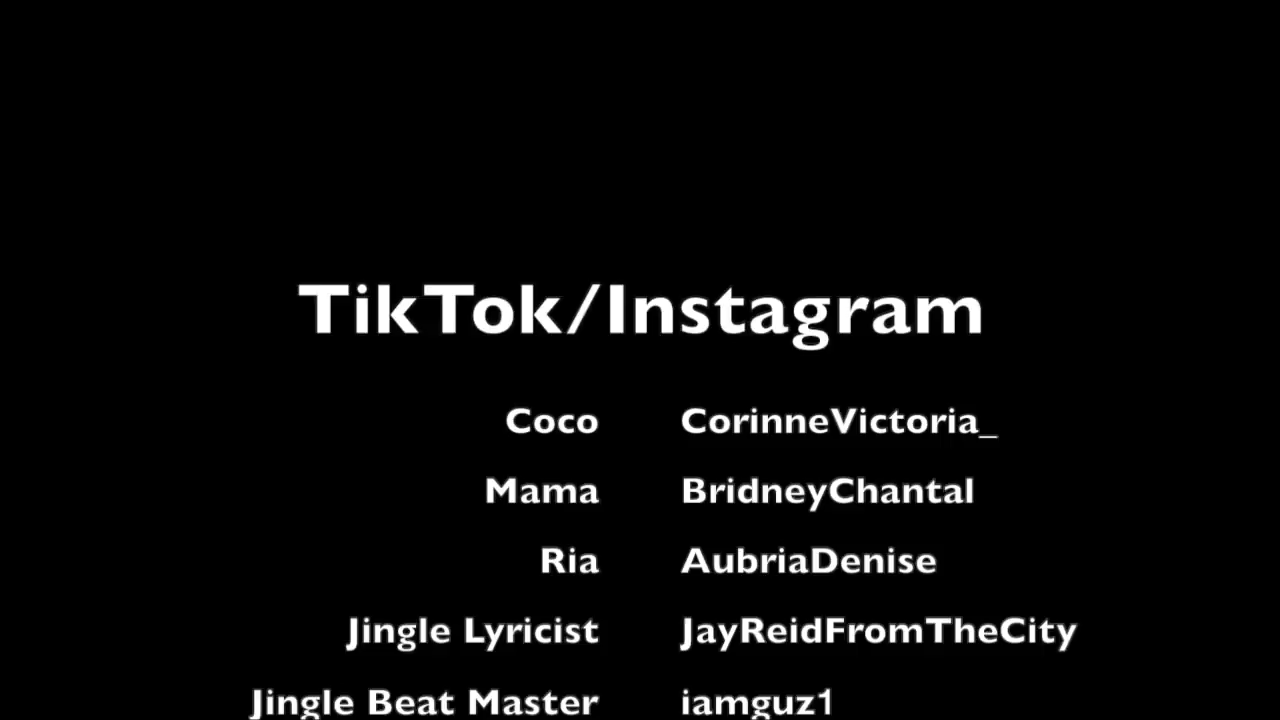 TikTok/Instagram
Coco CorinneVictoria_
Mama BridneyChantal
Ria AubriaDenise
Jingle Lyricist JayReidFromTheCity
Jingle Beat Master iamguz1